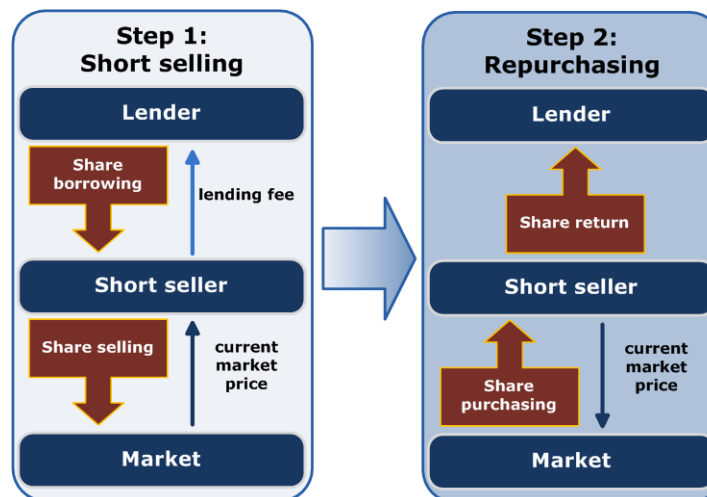 Step 1:
Short selling
Lender
Share
borrowing
lending fee
Short seller
Share selling
current
market
price
Market
Step 2:
Repurchasing
Lender
Share return
Short seller
Share
purchasing
current
market
price
Market